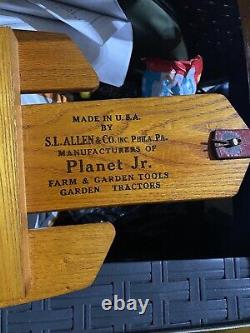 MADE IN U.S.A.
BY
S.L. ALLEN & CO. INC. PHILA. PA.
MANUFACTURERS OF
Planet Jr.
FARM & GARDEN TOOLS
GARDEN TRACTORS